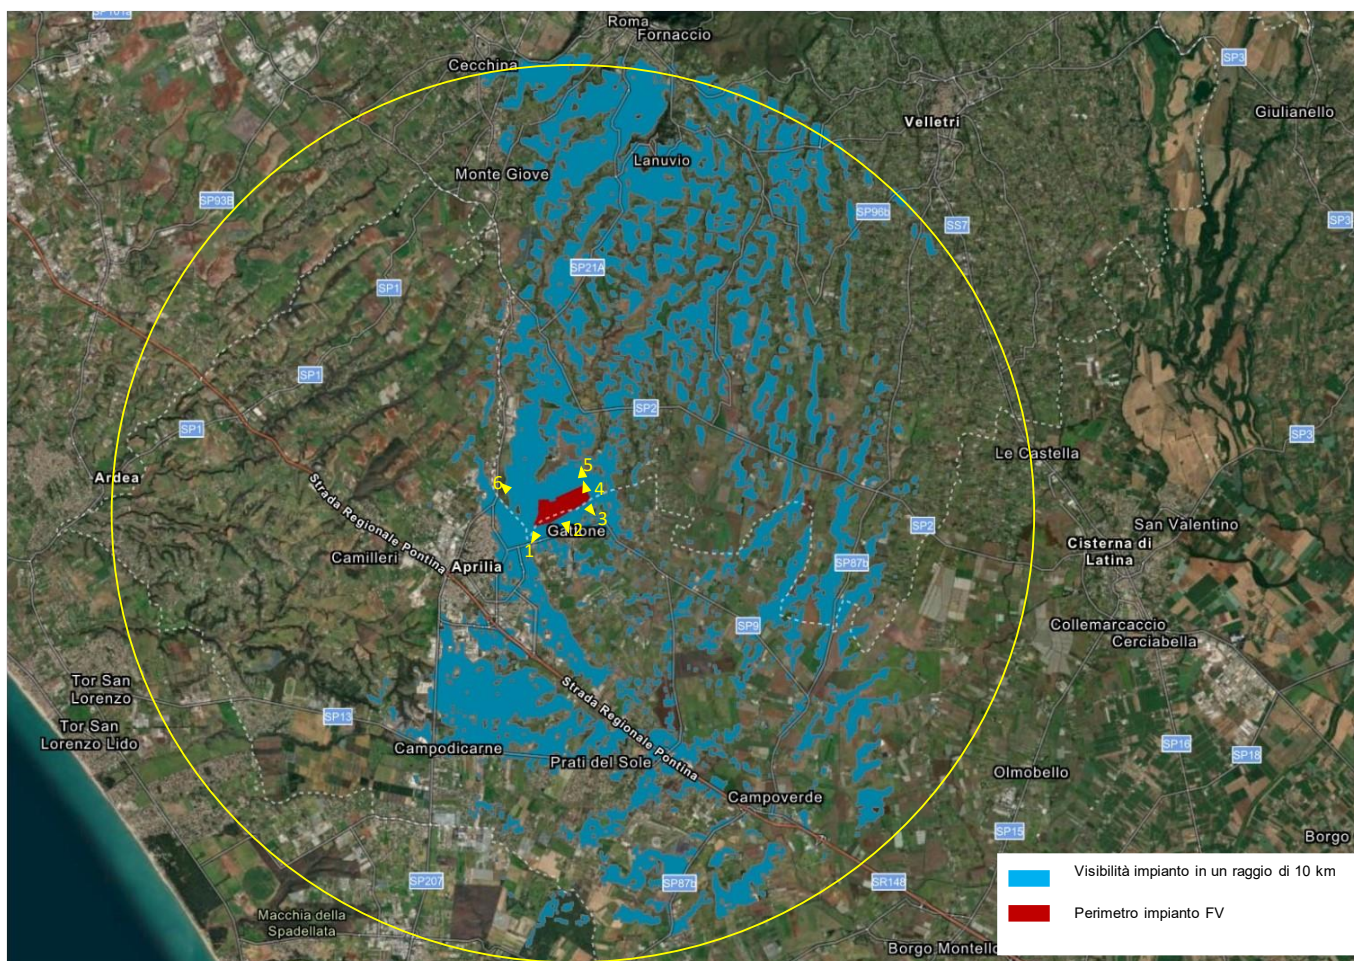 SP101a
Roma
Fornaccio
Cecchina
SP3
Giulianello
Velletri
Lanuvio
Monte Giove
SP93B
SP96b
SP3
SS7
SP21A
SP1
SP1
SP2
SP1
SP3
Le Castella
Ardea
5
6
4
Strada Regionale Pontina
3
2
San Valentino
SP2
1
Cisterna di
Latina
Camilleri
Aprilia
SP87b
SP9
Collemarcaccio
Cerciabella
Tor San
Lorenzo
Strada Regionale Pontina
SP13
Tor San
Lorenzo Lido
Campodicarne
SP16
SP18
Prati del Sole
Olmobello
Campoverde
SP15
Borgo
SP207
SP87b
SR148
Macchia della
Spadellata
Borgo Montello
Visibilità impianto in un raggio di 10 km
Perimetro impianto FV